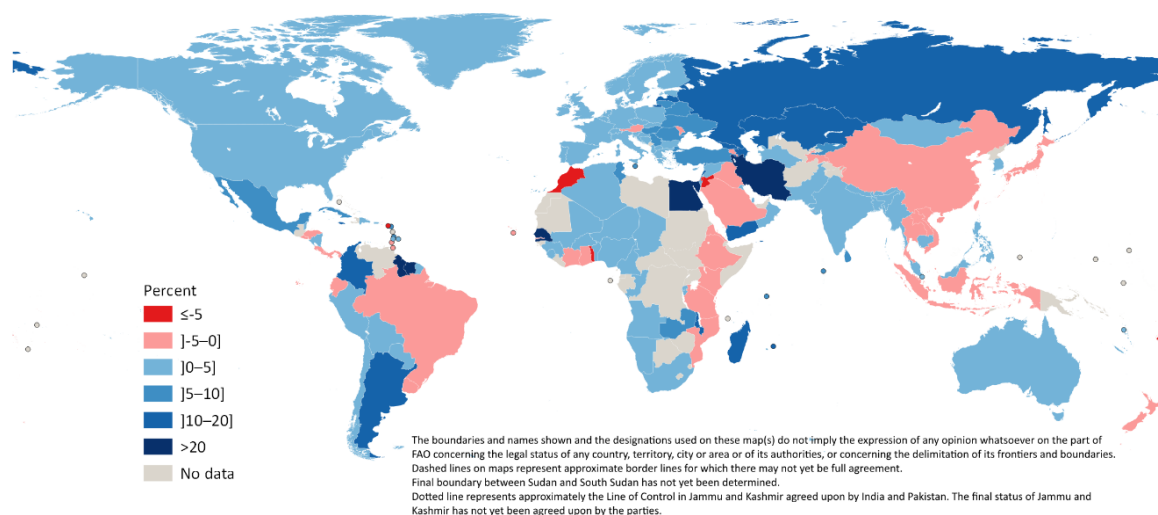 Percent
≤-5
]-5–0]
]0–5]
]5–10]
]10–20]
>20
No data
The boundaries and names shown and the designations used on these map(s) do not imply the expression of any opinion whatsoever on the part of
FAO concerning the legal status of any country, territory, city or area or of its authorities, or concerning the delimitation of its frontiers and boundaries.
Dashed lines on maps represent approximate border lines for which there may not yet be full agreement.
Final boundary between Sudan and South Sudan has not yet been determined.
Dotted line represents approximately the Line of Control in Jammu and Kashmir agreed upon by India and Pakistan. The final status of Jammu and
Kashmir has not yet been agreed upon by the parties.